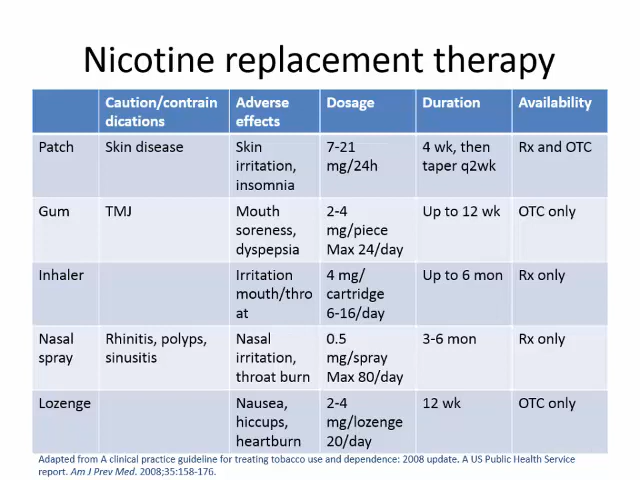 Nicotine replacement therapy
Caution/contrain Adverse Dosage Duration Availability
dications effects
Patch Skin disease Skin 7-21 4 wk, then Rx and OTC
irritation, mg/24h taper q2wk
insomnia
Gum TMJ Mouth 2-4 Up to 12 wk OTC only
soreness, mg/piece
dyspepsia Max 24/day
Inhaler Irritation 4 mg/ Up to 6 mon Rx only
mouth/thro cartridge
at 6-16/day
Nasal Rhinitis, polyps, Nasal 0.5 3-6 mon Rx only
spray sinusitis irritation, mg/spray
throat burn Max 80/day
Lozenge Nausea, 2-4 12 wk OTC only
hiccups, mg/lozenge
heartburn 20/day
Adapted from A clinical practice guideline for treating tobacco use and dependence: 2008 update. A US Public Health Service
report. Am J Prev Med. 2008;35:158-176.